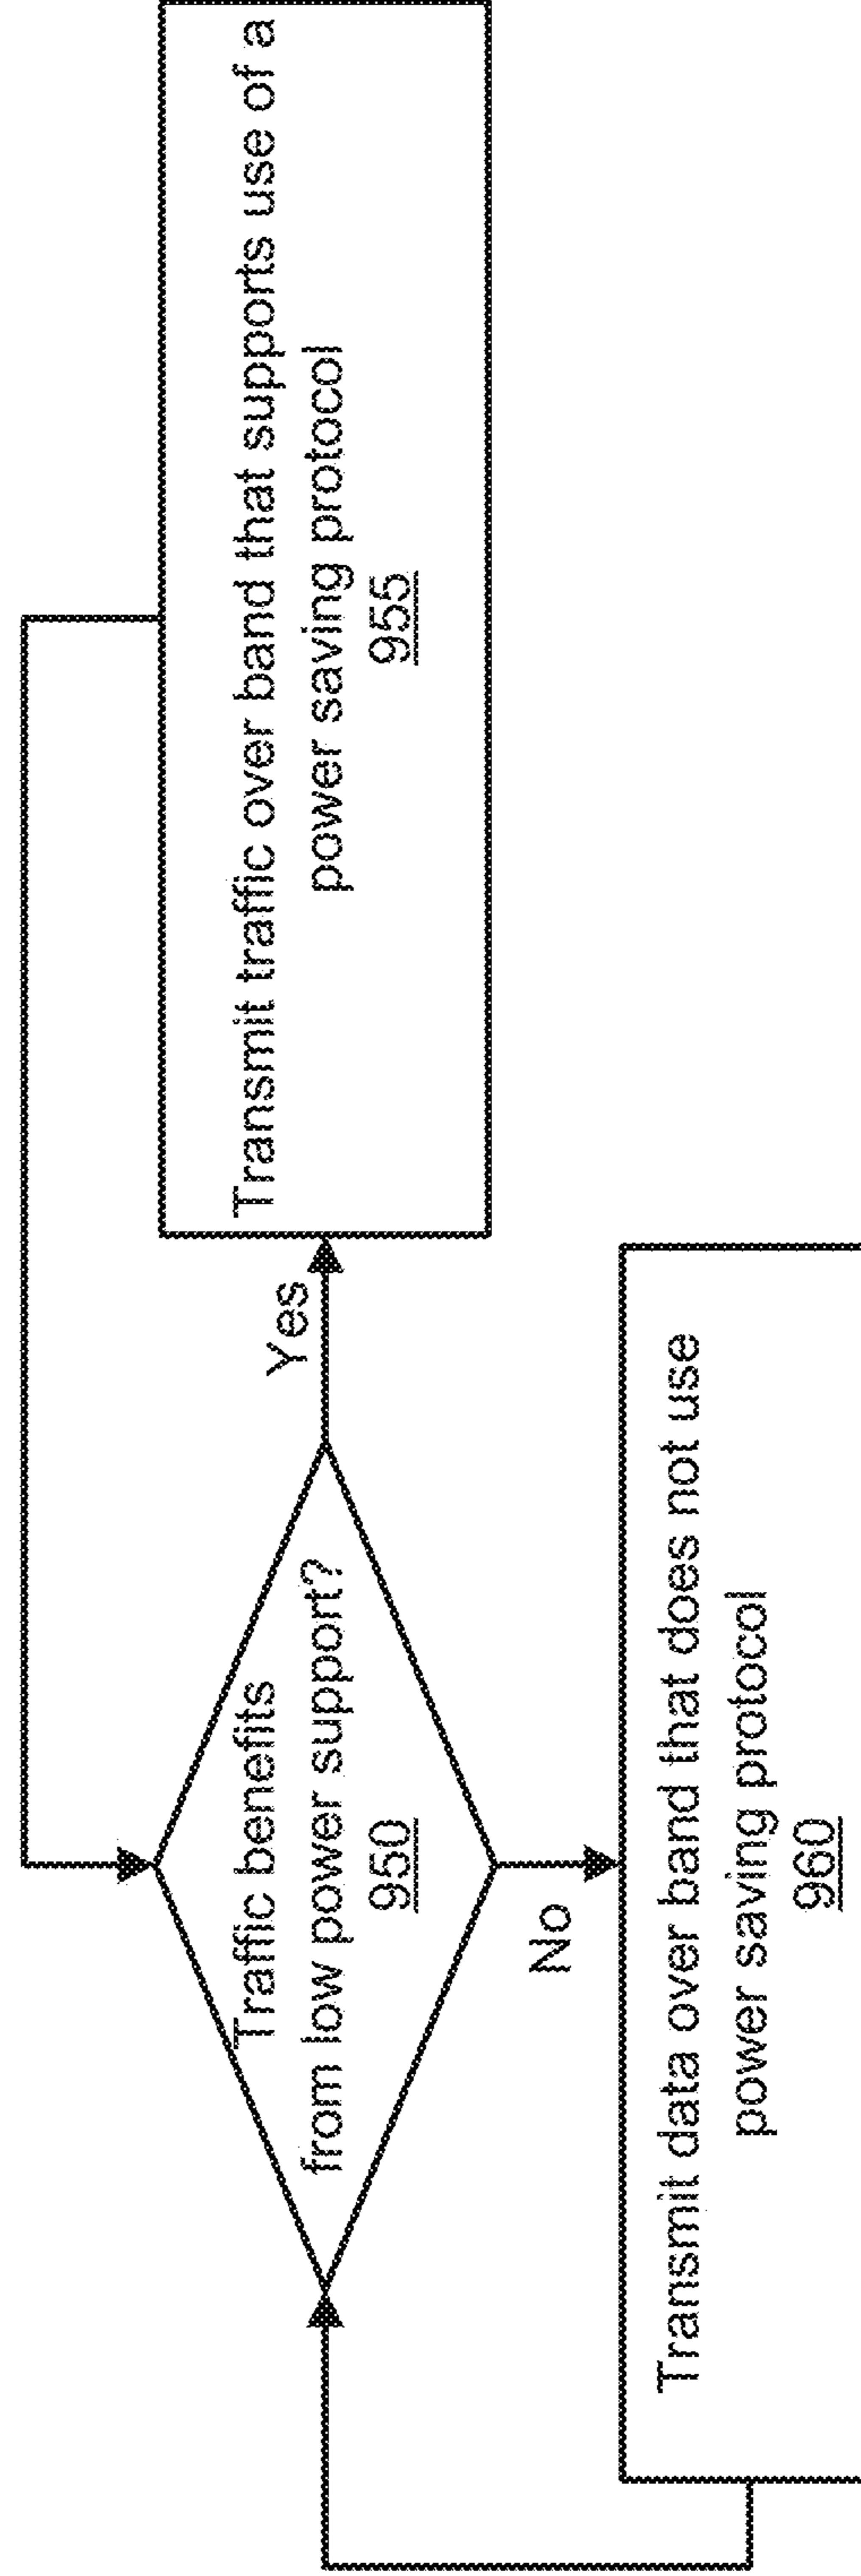 Traffic benefits
from low power support?
950
Yes
Transmit traffic over band that supports use of a
power saving protocol
955
No
Transmit data over band that does not use
power saving protocol
960